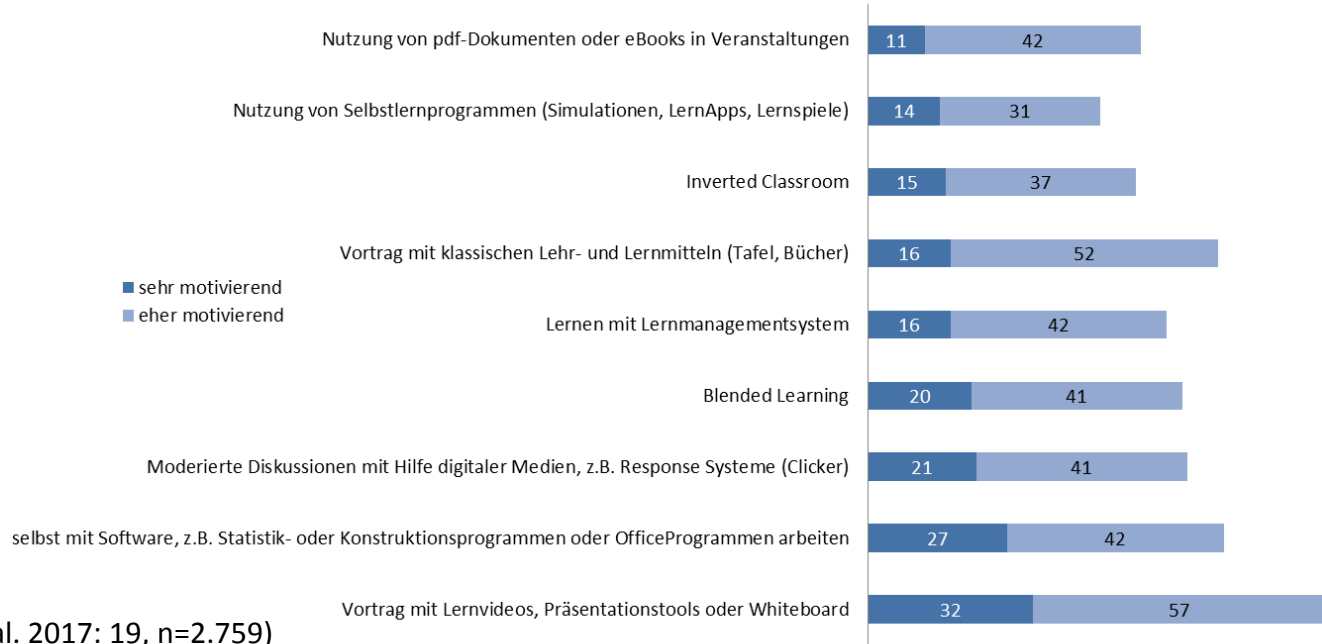 Nutzung von pdf-Dokumenten oder eBooks in Veranstaltungen 11 42
Nutzung von Selbstlernprogrammen (Simulationen, LernApps, Lernspiele) 14 31
Inverted Classroom 15 37
Vortrag mit klassischen Lehr- und Lernmitteln (Tafel, Bücher) 16 52
sehr motivierend
eher motivierend
Lernen mit Lernmanagementsystem 16 42
Blended Learning 20 41
Moderierte Diskussionen mit Hilfe digitaler Medien, z.B. Response Systeme (Clicker) 21 41
selbst mit Software, z.B. Statistik- oder Konstruktionsprogrammen oder OfficeProgrammen arbeiten 27 42
Vortrag mit Lernvideos, Präsentationstools oder Whiteboard 32 57
al. 2017: 19, n=2.759)